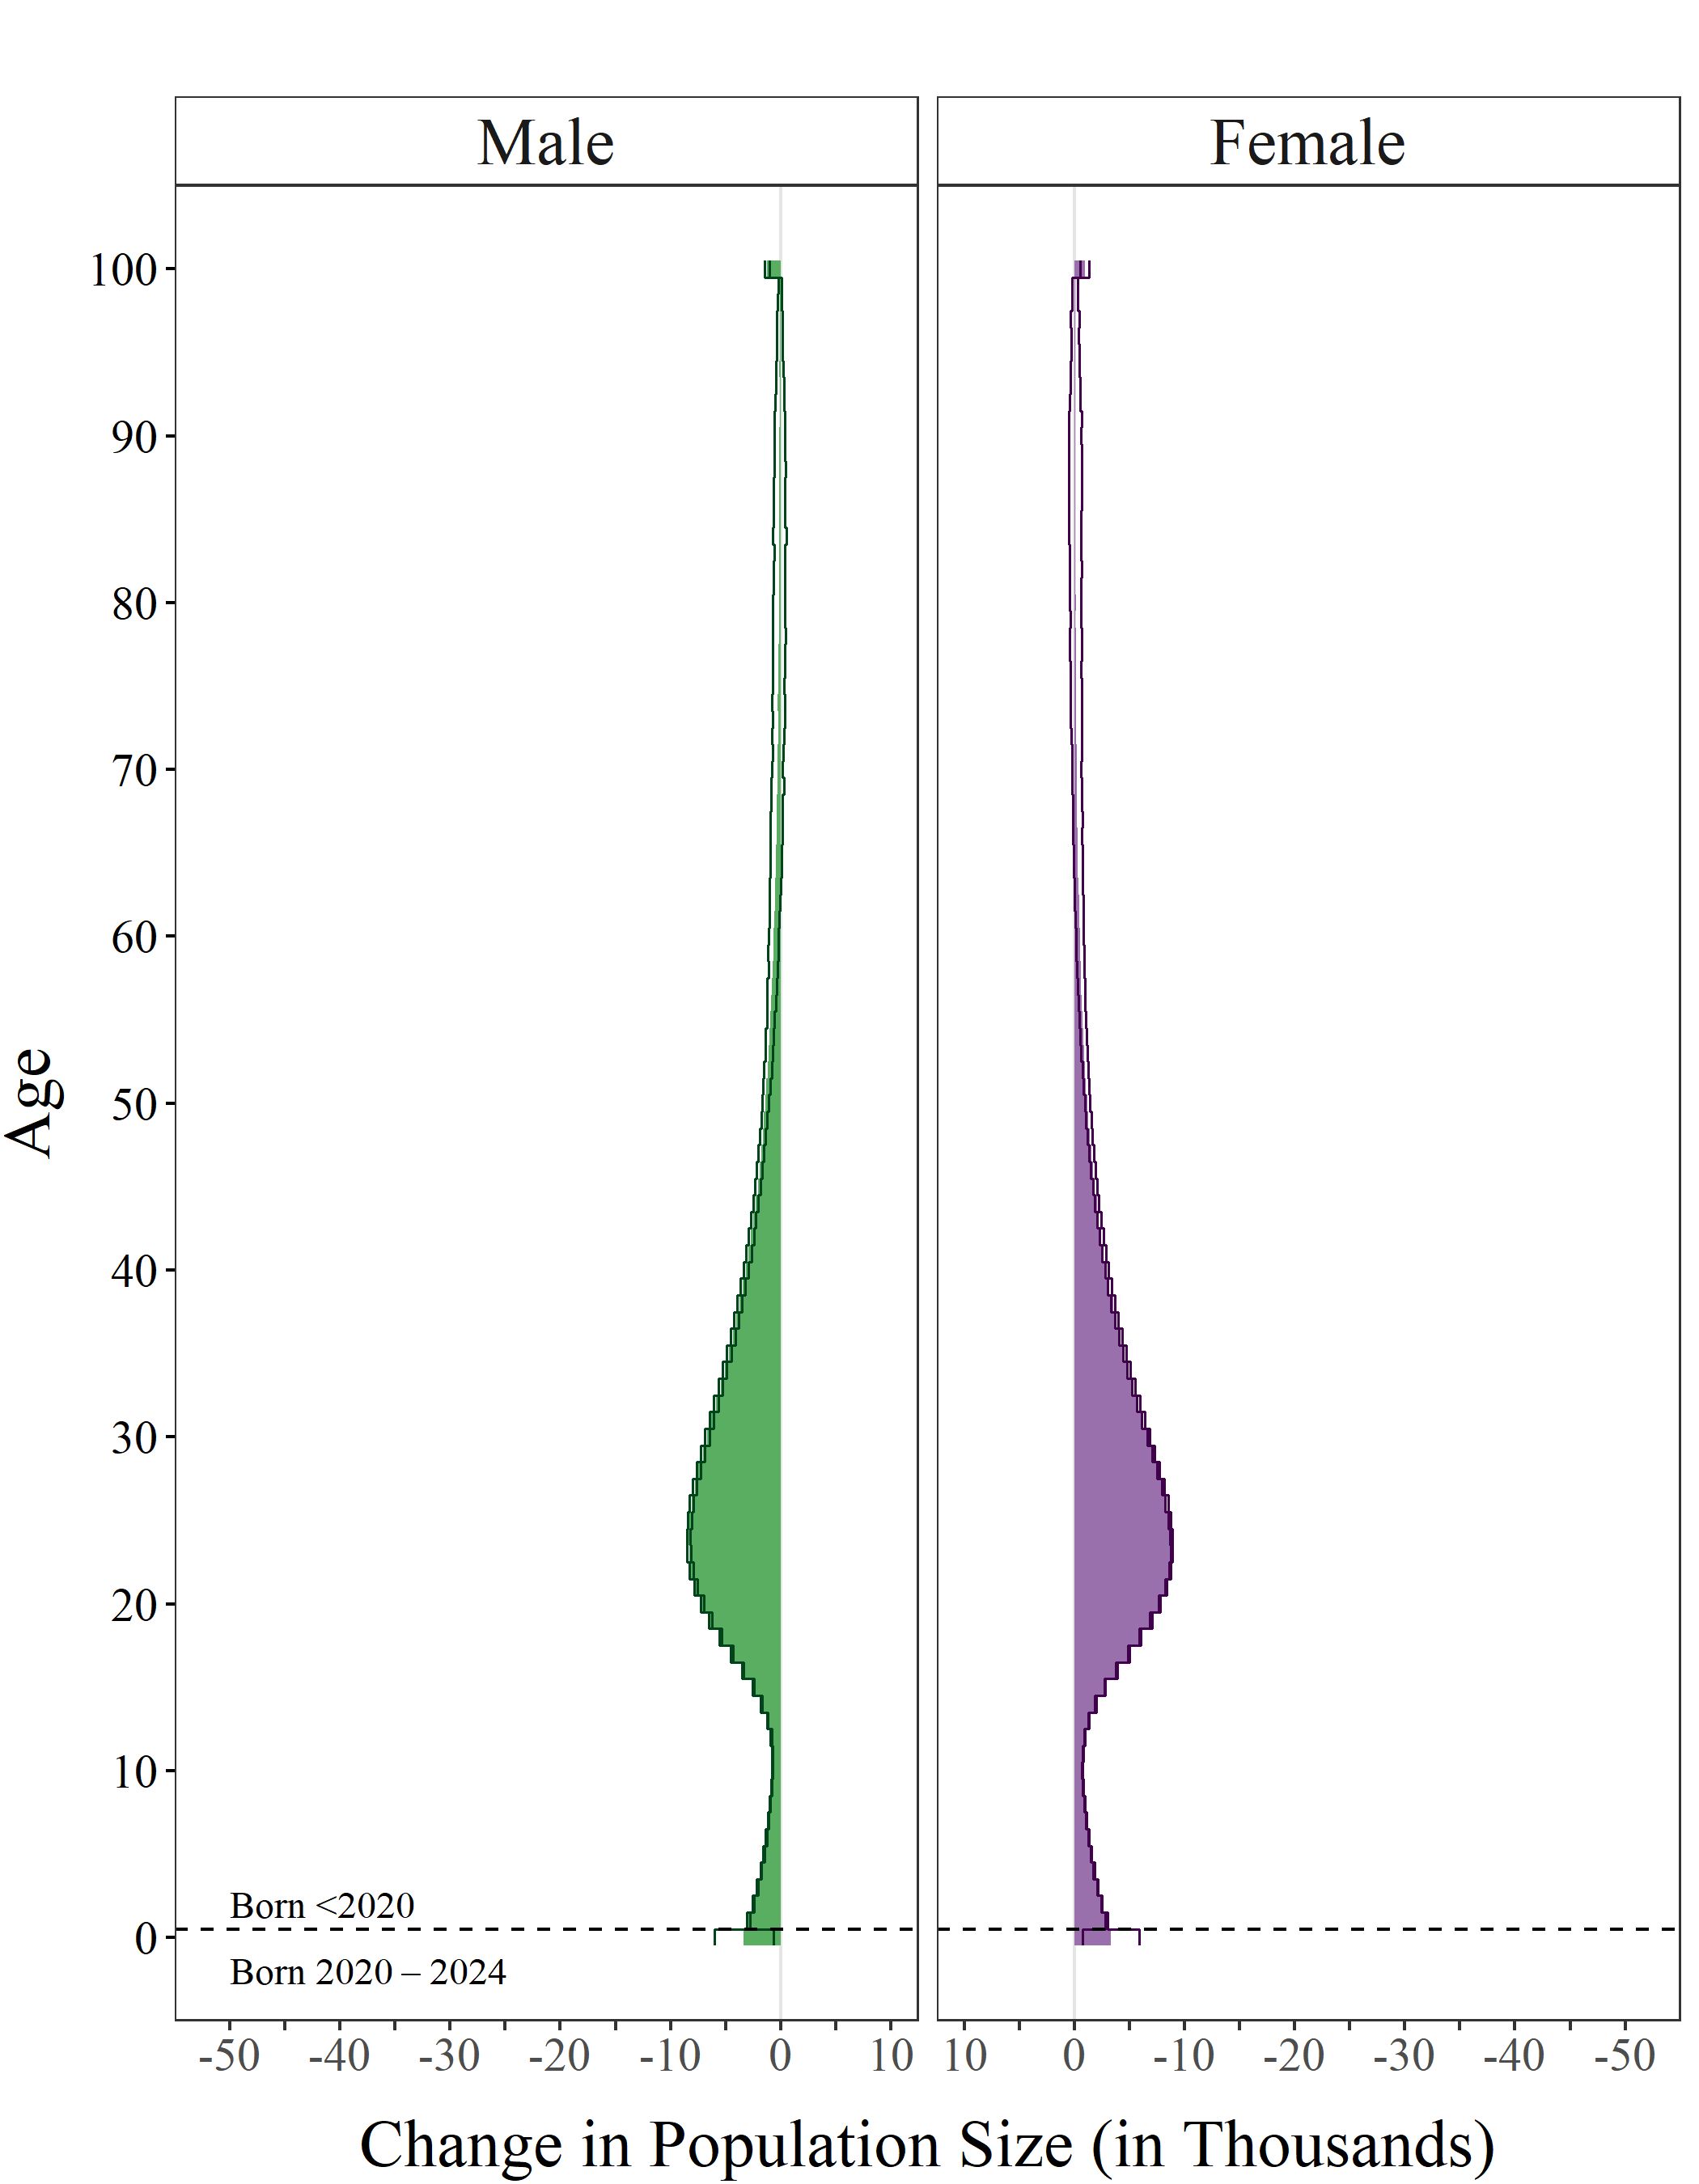 Male Female
100
90
80
70
60
50
40
30
20
10
0
Age
Born <2020
Born 2020 – 2024
-50 -40 -30 -20 -10 0 10 10 0 -10 -20 -30 -40 -50
Change in Population Size (in Thousands)